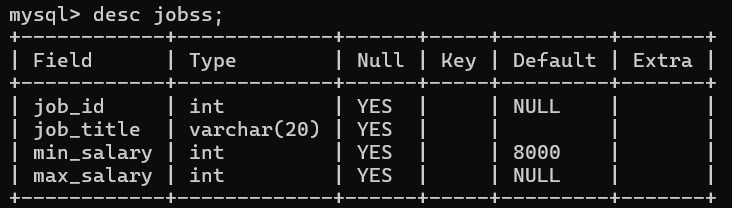 mysql> desc jobss;
+------------+-------------+------+-----+---------+-------+
| Field      | Type        | Null | Key | Default | Extra |
+------------+-------------+------+-----+---------+-------+
| job_id     | int         | YES  |     | NULL    |       |
| job_title  | varchar(20) | YES  |     |         |       |
| min_salary | int         | YES  |     | 8000    |       |
| max_salary | int         | YES  |     | NULL    |       |
+------------+-------------+------+-----+---------+-------+